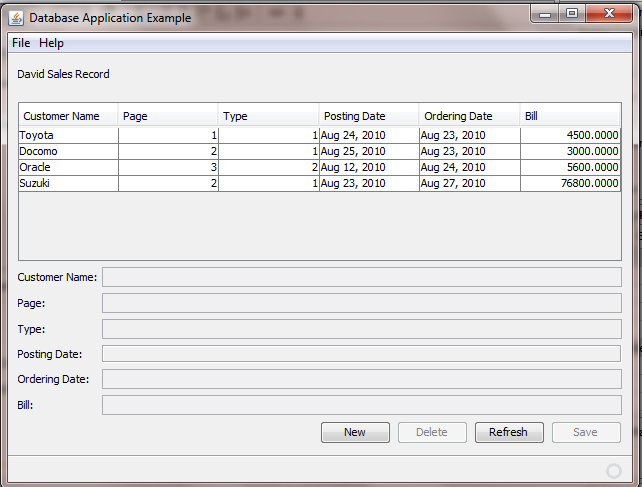 Database Application Example
File Help
David Sales Record
Customer Name Page Type Posting Date Ordering Date Bill
Toyota 1 1 Aug 24, 2010 Aug 23, 2010 4500.0000
Docomo 2 1 Aug 25, 2010 Aug 23, 2010 3000.0000
Oracle 3 2 Aug 12, 2010 Aug 24, 2010 5600.0000
Suzuki 2 1 Aug 23, 2010 Aug 27, 2010 76800.0000
Customer Name:
Page:
Type:
Posting Date:
Ordering Date:
Bill:
New Delete Refresh Save